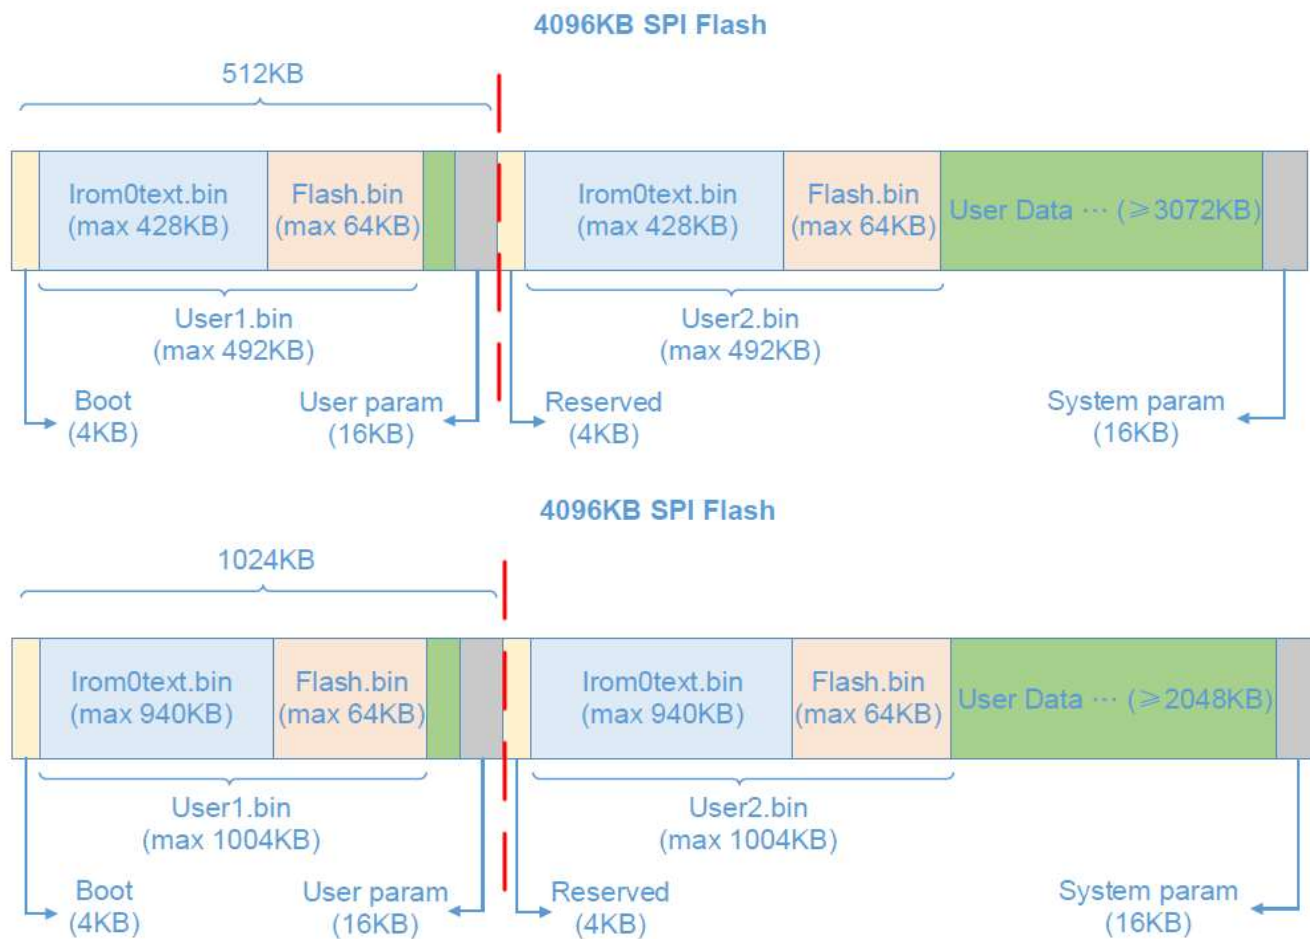 4096KB SPI Flash
512KB
Irom0text.bin
(max 428KB)
Flash.bin
(max 64KB)
Irom0text.bin
(max 428KB)
Flash.bin
(max 64KB)
User Data ··· (≥3072KB)
User1.bin
(max 492KB)
User2.bin
(max 492KB)
Boot
(4KB)
User param
(16KB)
Reserved
(4KB)
System param
(16KB)
4096KB SPI Flash
1024KB
Irom0text.bin
(max 940KB)
Flash.bin
(max 64KB)
Irom0text.bin
(max 940KB)
Flash.bin
(max 64KB)
User Data ··· (≥2048KB)
User1.bin
(max 1004KB)
User2.bin
(max 1004KB)
Boot
(4KB)
User param
(16KB)
Reserved
(4KB)
System param
(16KB)